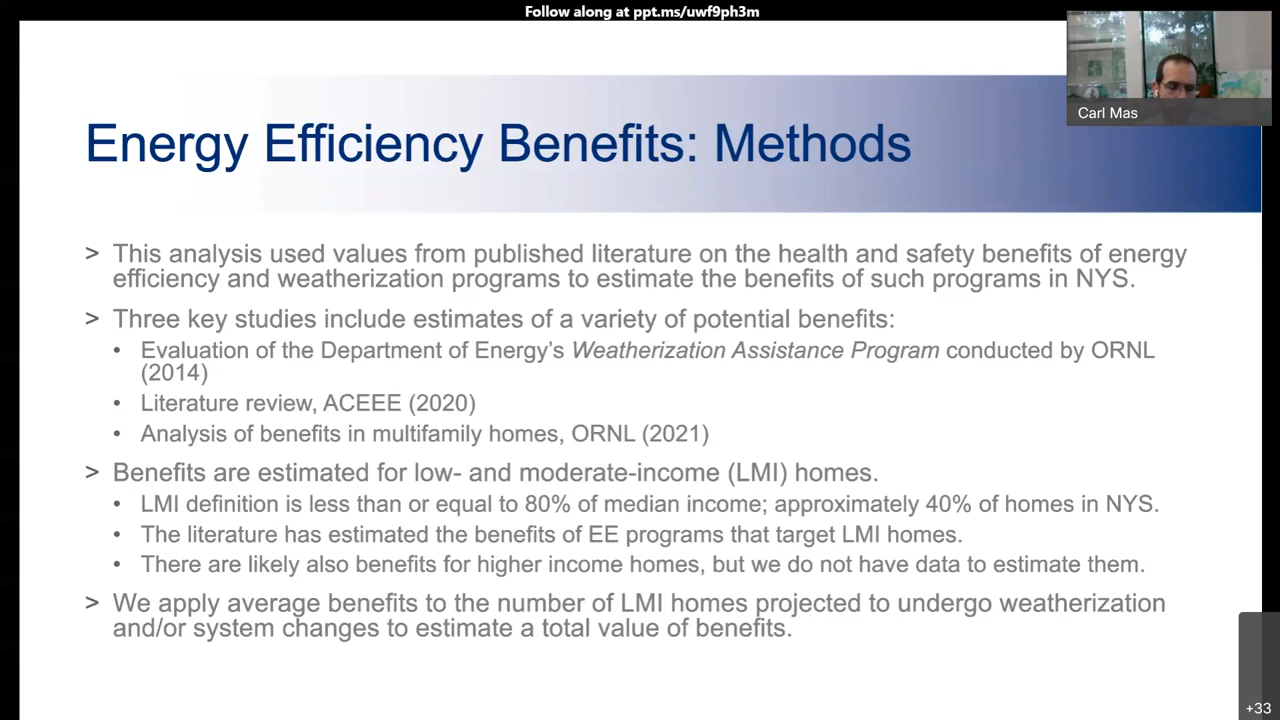 Follow along at ppt.ms/uwf9ph3m
Carl Mas
Energy Efficiency Benefits: Methods
> This analysis used values from published literature on the health and safety benefits of energy
efficiency and weatherization programs to estimate the benefits of such programs in NYS.
> Three key studies include estimates of a variety of potential benefits:
• Evaluation of the Department of Energy's Weatherization Assistance Program conducted by ORNL
(2014)
• Literature review, ACEEE (2020)
• Analysis of benefits in multifamily homes, ORNL (2021)
> Benefits are estimated for low- and moderate-income (LMI) homes.
• LMI definition is less than or equal to 80% of median income; approximately 40% of homes in NYS.
• The literature has estimated the benefits of EE programs that target LMI homes.
• There are likely also benefits for higher income homes, but we do not have data to estimate them.
> We apply average benefits to the number of LMI homes projected to undergo weatherization
and/or system changes to estimate a total value of benefits.
+33